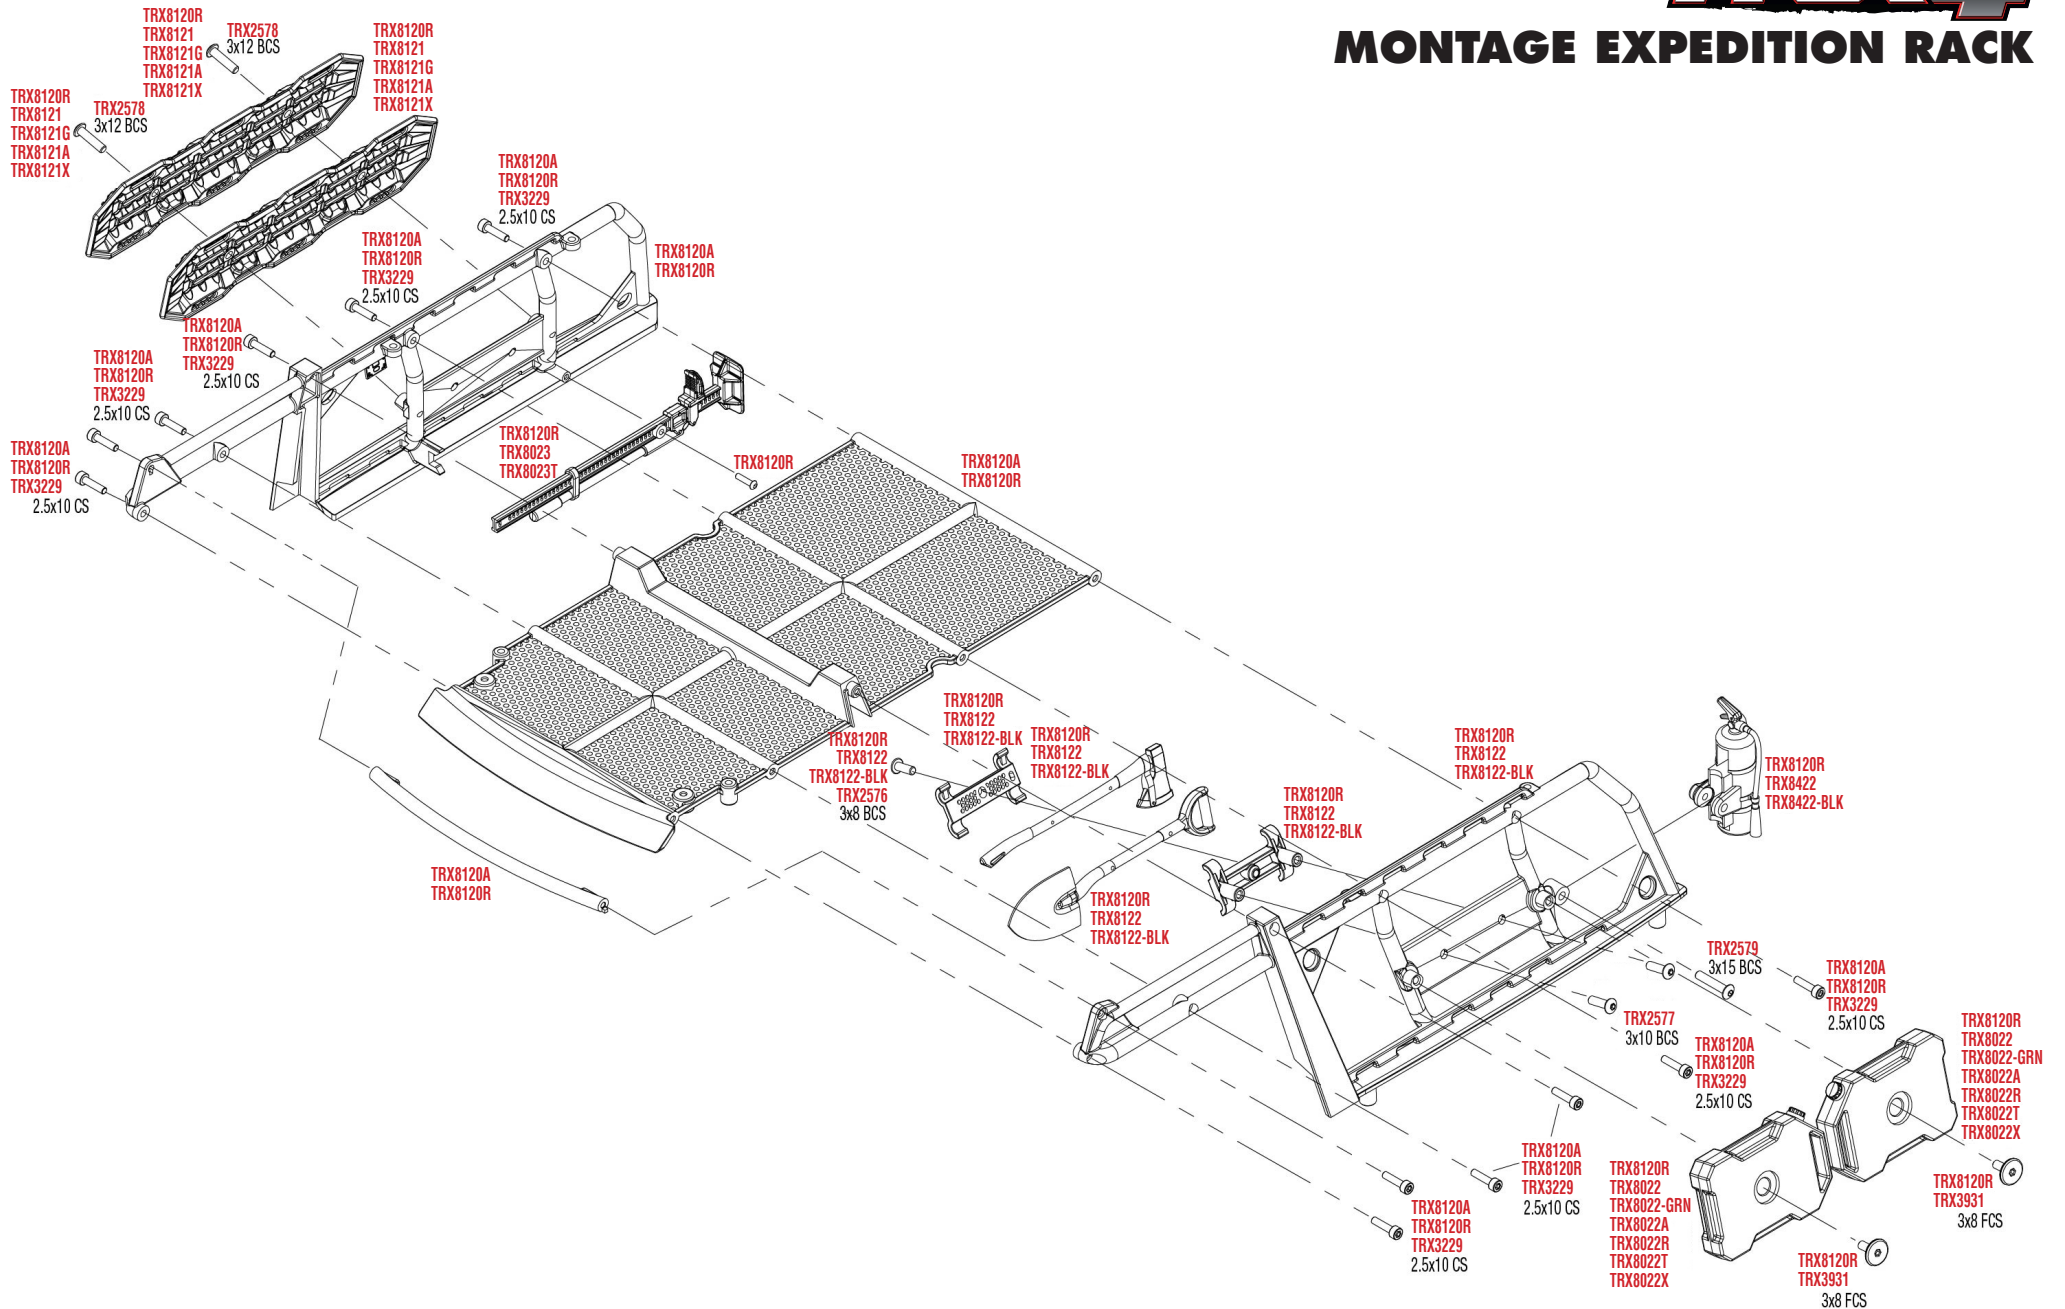 MONTAGE EXPEDITION RACK
TRX8120R
TRX8121
TRX8121G
TRX8121A
TRX8121X
TRX2578
3x12 BCS
TRX8120R
TRX8121
TRX8121G
TRX8121A
TRX8121X
TRX8120R
TRX8121
TRX8121G
TRX8121A
TRX8121X
TRX2578
3x12 BCS
TRX8120A
TRX8120R
TRX3229
2.5x10 CS
TRX8120A
TRX8120R
TRX3229
2.5x10 CS
TRX8120A
TRX8120R
TRX8120A
TRX8120R
TRX3229
2.5x10 CS
TRX8120A
TRX8120R
TRX3229
2.5x10 CS
TRX8120A
TRX8120R
TRX3229
2.5x10 CS
TRX8120R
TRX8023
TRX8023T
TRX8120R
TRX8120A
TRX8120R
TRX8120A
TRX8120R
TRX8120R
TRX8122
TRX8122-BLK
TRX2576
3x8 BCS
TRX8120R
TRX8122
TRX8122-BLK
TRX8120R
TRX8122
TRX8122-BLK
TRX8120R
TRX8122
TRX8122-BLK
TRX8120R
TRX8122
TRX8122-BLK
TRX8120R
TRX8122
TRX8122-BLK
TRX8120R
TRX8422
TRX8422-BLK
TRX2579
3x15 BCS
TRX8120A
TRX8120R
TRX3229
2.5x10 CS
TRX2577
3x10 BCS
TRX8120A
TRX8120R
TRX3229
2.5x10 CS
TRX8120R
TRX8022
TRX8022-GRN
TRX8022A
TRX8022R
TRX8022T
TRX8022X
TRX8120A
TRX8120R
TRX3229
2.5x10 CS
TRX8120A
TRX8120R
TRX3229
2.5x10 CS
TRX8120R
TRX8022
TRX8022-GRN
TRX8022A
TRX8022R
TRX8022T
TRX8022X
TRX8120R
TRX3931
3x8 FCS
TRX8120R
TRX3931
3x8 FCS